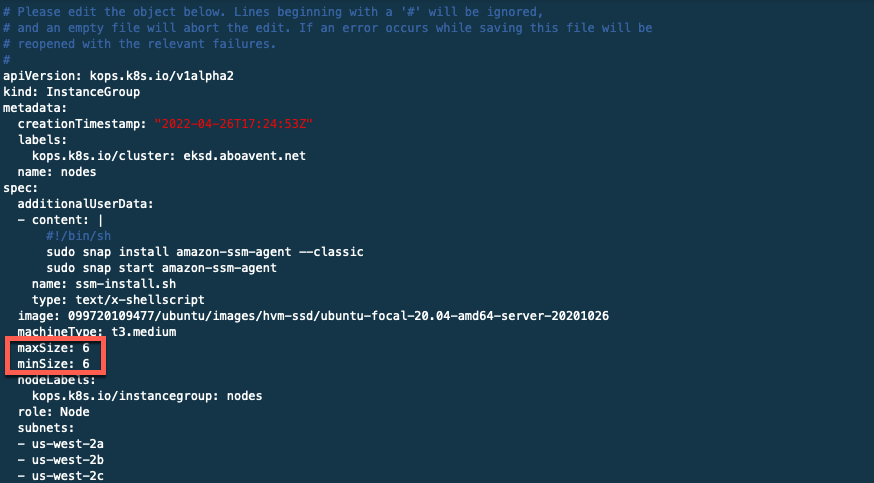 # Please edit the object below. Lines beginning with a '#' will be ignored,
# and an empty file will abort the edit. If an error occurs while saving this file will be
# reopened with the relevant failures.
#
apiVersion: kops.k8s.io/v1alpha2
kind: InstanceGroup
metadata:
  creationTimestamp: "2022-04-26T17:24:53Z"
  labels:
    kops.k8s.io/cluster: eksd.aboavent.net
  name: nodes
spec:
  additionalUserData:
  - content: |
      #!/bin/sh
      sudo snap install amazon-ssm-agent --classic
      sudo snap start amazon-ssm-agent
    name: ssm-install.sh
    type: text/x-shellscript
  image: 099720109477/ubuntu/images/hvm-ssd/ubuntu-focal-20.04-amd64-server-20201026
  machineType: t3.medium
  maxSize: 6
  minSize: 6
  nodeLabels:
    kops.k8s.io/instancegroup: nodes
  role: Node
  subnets:
  - us-west-2a
  - us-west-2b
  - us-west-2c